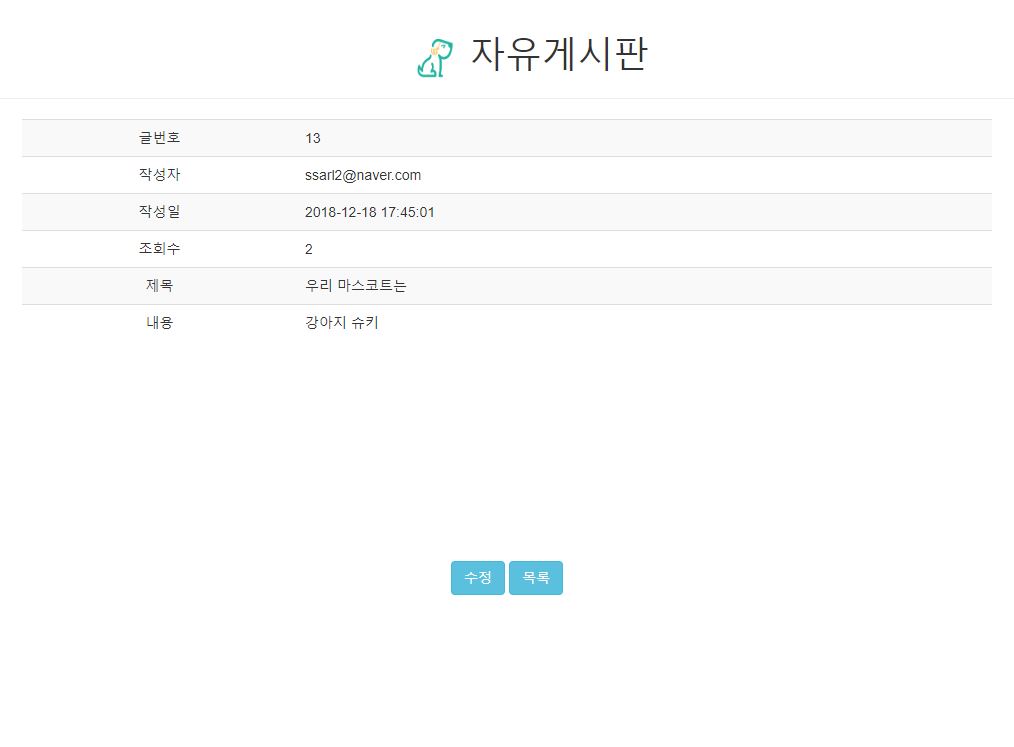 자유게시판
글번호 13
작성자 ssarl2@naver.com
작성일 2018-12-18 17:45:01
조회수 2
제목 우리 마스코트는
내용 강아지 슈키
수정 목록